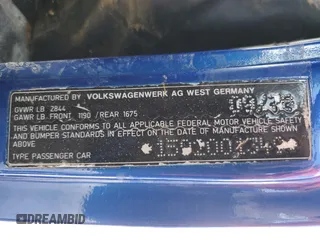 MANUFACTURED BY VOLKSWAGENWERK AG WEST GERMANY
GVWR LB 2844
GAWR LB FRONT 1190 / REAR 1675
THIS VEHICLE CONFORMS TO ALL APPLICABLE FEDERAL MOTOR VEHICLE SAFETY
AND BUMPER STANDARDS IN EFFECT ON THE DATE OF MANUFACTURE SHOWN
ABOVE
TYPE PASSENGER CAR
DREAMBID